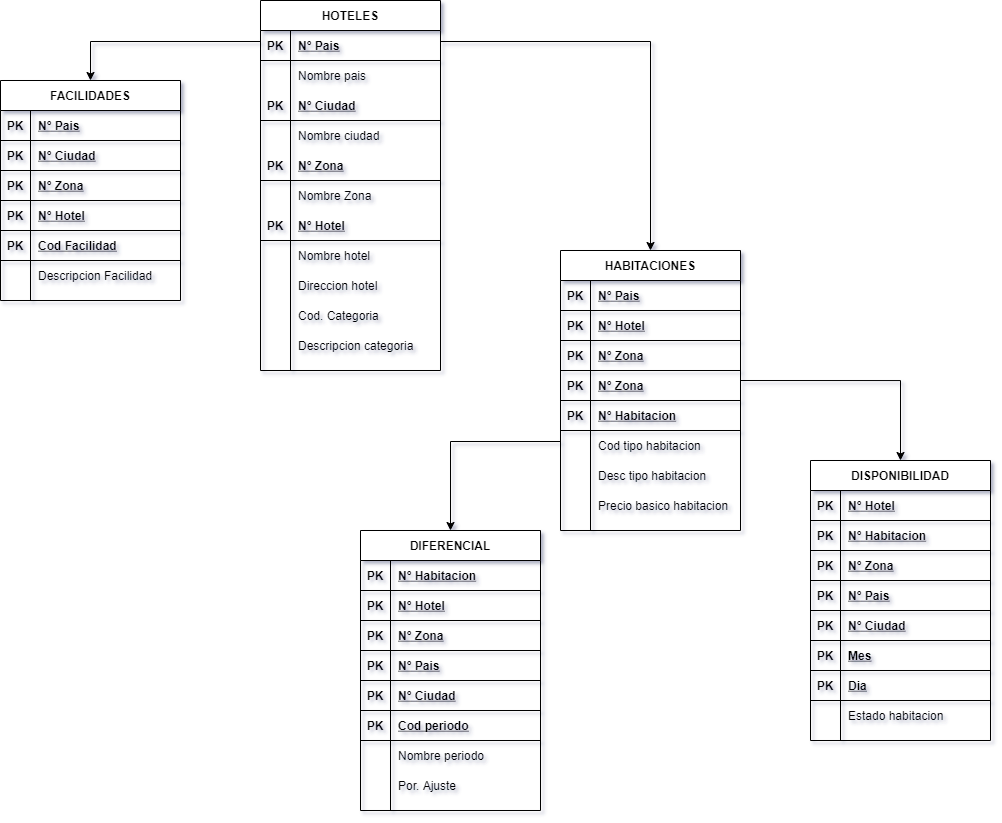 HOTELES
PK N° Pais
Nombre pais
PK N° Ciudad
Nombre ciudad
PK N° Zona
Nombre Zona
PK N° Hotel
Nombre hotel
Direccion hotel
Cod. Categoria
Descripcion categoria
FACILIDADES
PK N° Pais
PK N° Ciudad
PK N° Zona
PK N° Hotel
PK Cod Facilidad
Descripcion Facilidad
HABITACIONES
PK N° Pais
PK N° Hotel
PK N° Zona
PK N° Zona
PK N° Habitacion
Cod tipo habitacion
Desc tipo habitacion
Precio basico habitacion
DIFERENCIAL
PK N° Habitacion
PK N° Hotel
PK N° Zona
PK N° Pais
PK N° Ciudad
PK Cod periodo
Nombre periodo
Por. Ajuste
DISPONIBILIDAD
PK N° Hotel
PK N° Habitacion
PK N° Zona
PK N° Pais
PK N° Ciudad
PK Mes
PK Dia
Estado habitacion